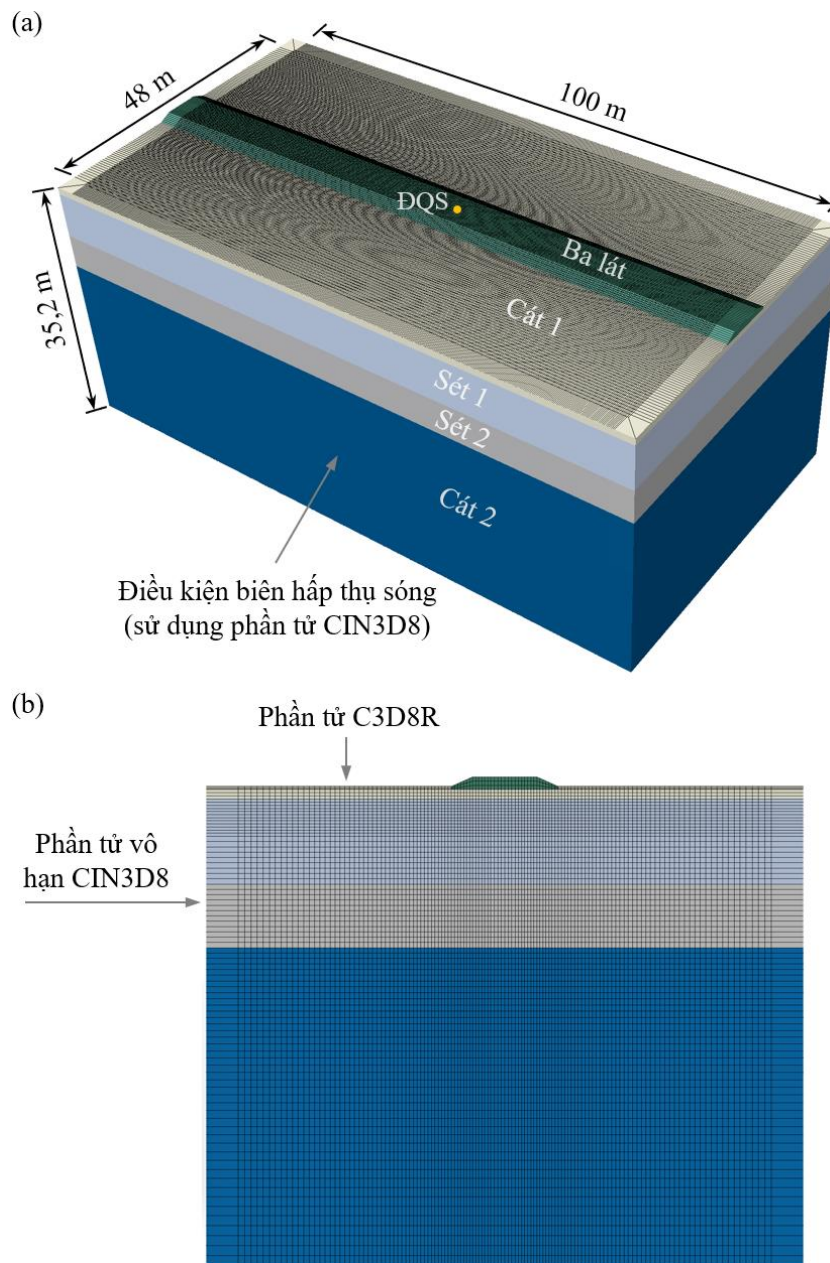 (a)
48 m
100 m
35,2 m
ĐQS
Ba lát
Cát 1
Sét 1
Sét 2
Cát 2
Điều kiện biên hấp thụ sóng
(sử dụng phần tử CIN3D8)
(b)
Phần tử C3D8R
Phần tử vô
hạn CIN3D8